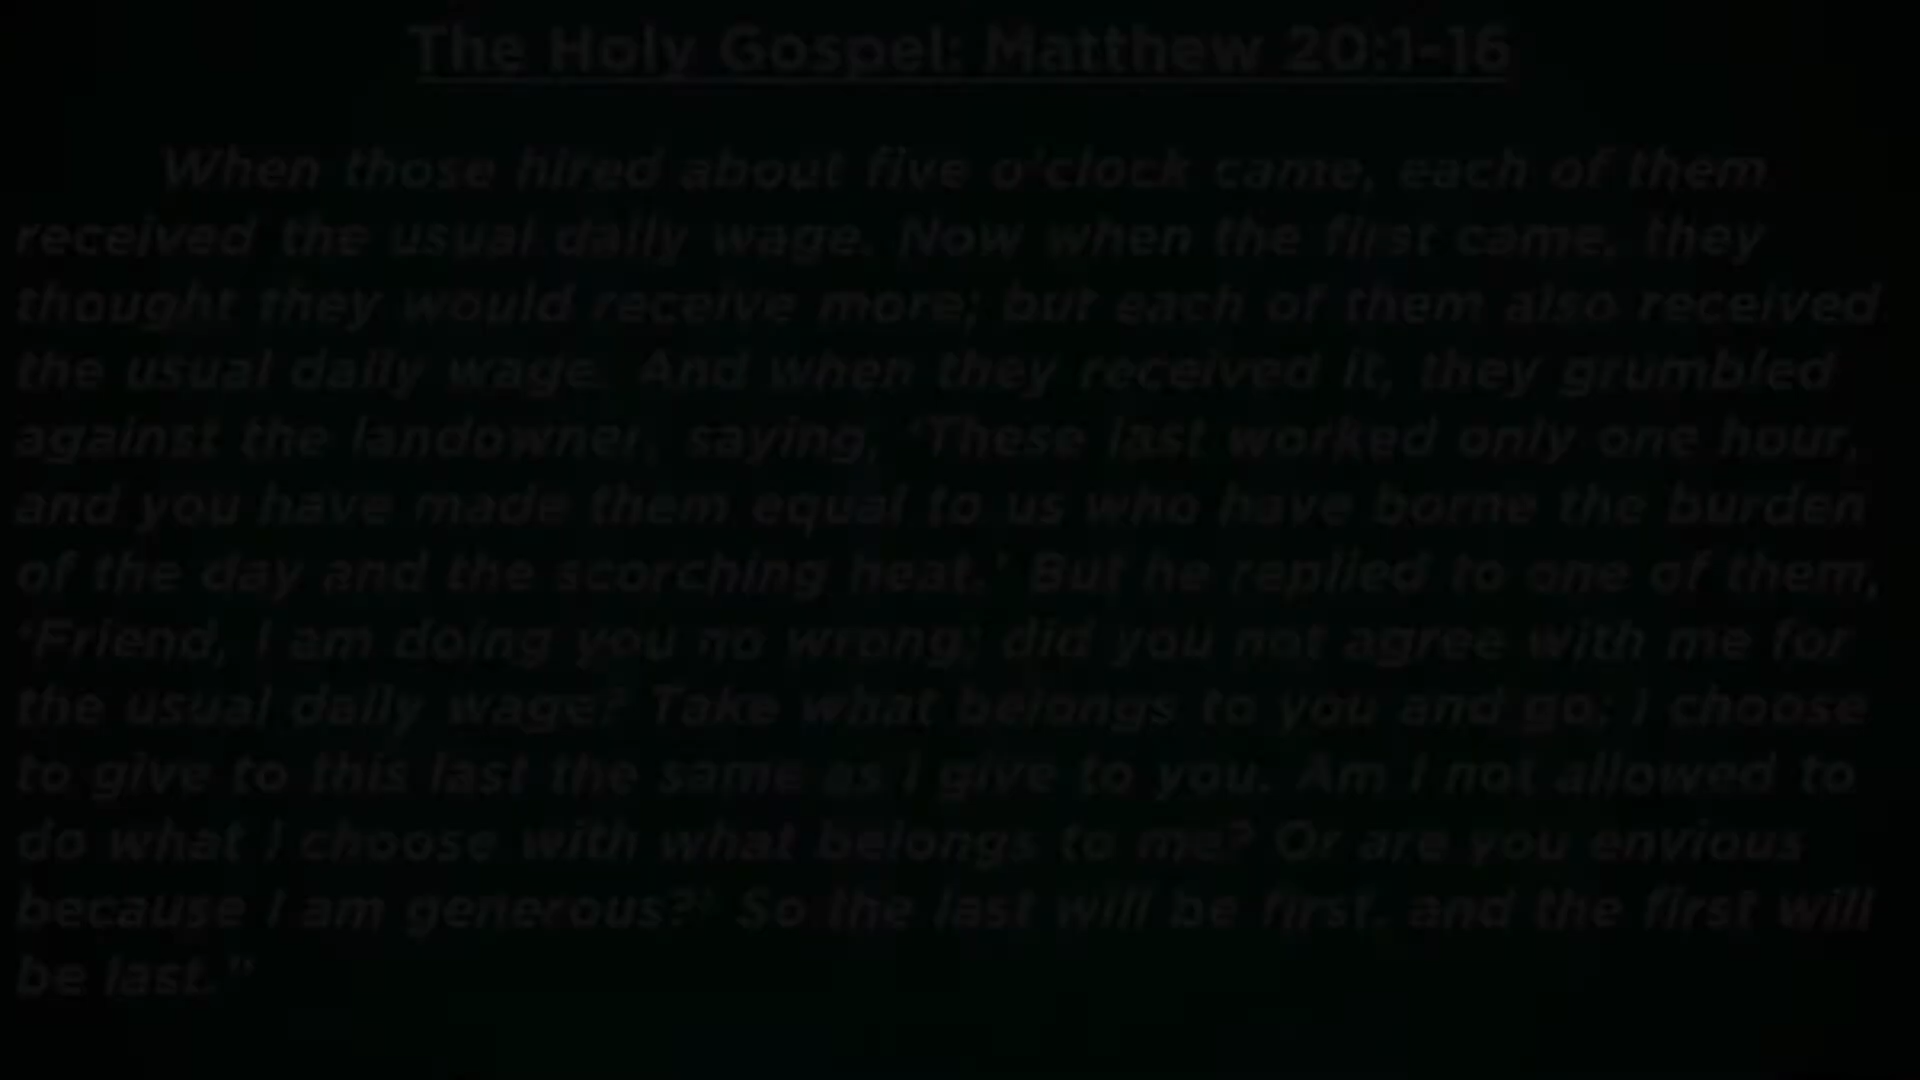 The Holy Gospel: Matthew 20:1-16
When those hired about five o'clock came, each of them
received the usual daily wage. Now when the first came, they
thought they would receive more; but each of them also received
the usual daily wage. And when they received it, they grumbled
against the landowner, saying, ‘These last worked only one hour,
and you have made them equal to us who have borne the burden
of the day and the scorching heat.’ But he replied to one of them,
‘Friend, I am doing you no wrong; did you not agree with me for
the usual daily wage? Take what belongs to you and go; I choose
to give to this last the same as I give to you. Am I not allowed to
do what I choose with what belongs to me? Or are you envious
because I am generous?’ So the last will be first, and the first will
be last."